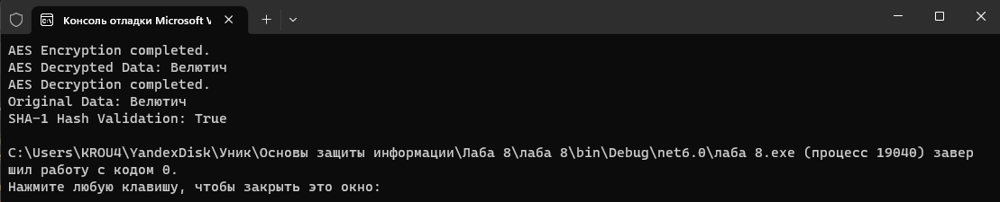 Консоль отладки Microsoft V
AES Encryption completed.
AES Decrypted Data: Велютич
AES Decryption completed.
Original Data: Велютич
SHA-1 Hash Validation: True
C:\Users\KROU4\YandexDisk\Уник\Основы защиты информации\Лаба 8\лаба 8\bin\Debug\net6.0\лаба 8.exe (процесс 19040) завер
шил работу с кодом 0.
Нажмите любую клавишу, чтобы закрыть это окно: